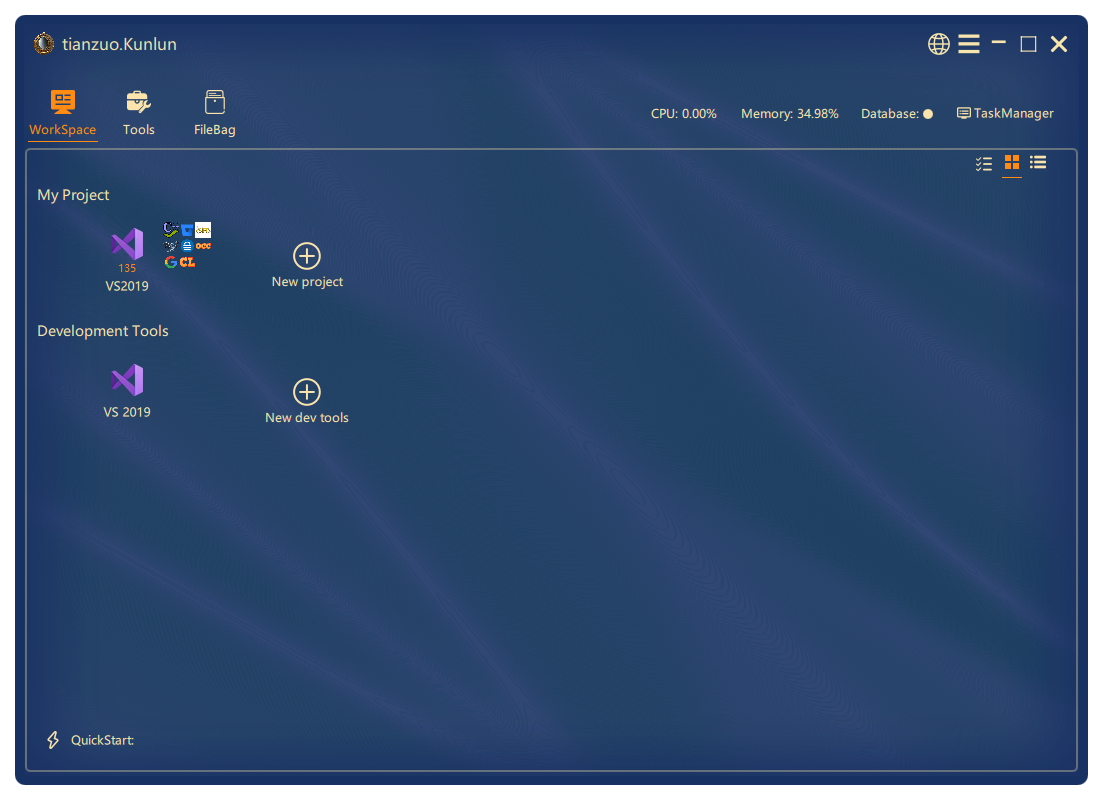 tianzuo.Kunlun
WorkSpace Tools FileBag
CPU: 0.00% Memory: 34.98% Database: TaskManager
My Project
135
VS2019
New project
Development Tools
VS 2019
New dev tools
QuickStart: